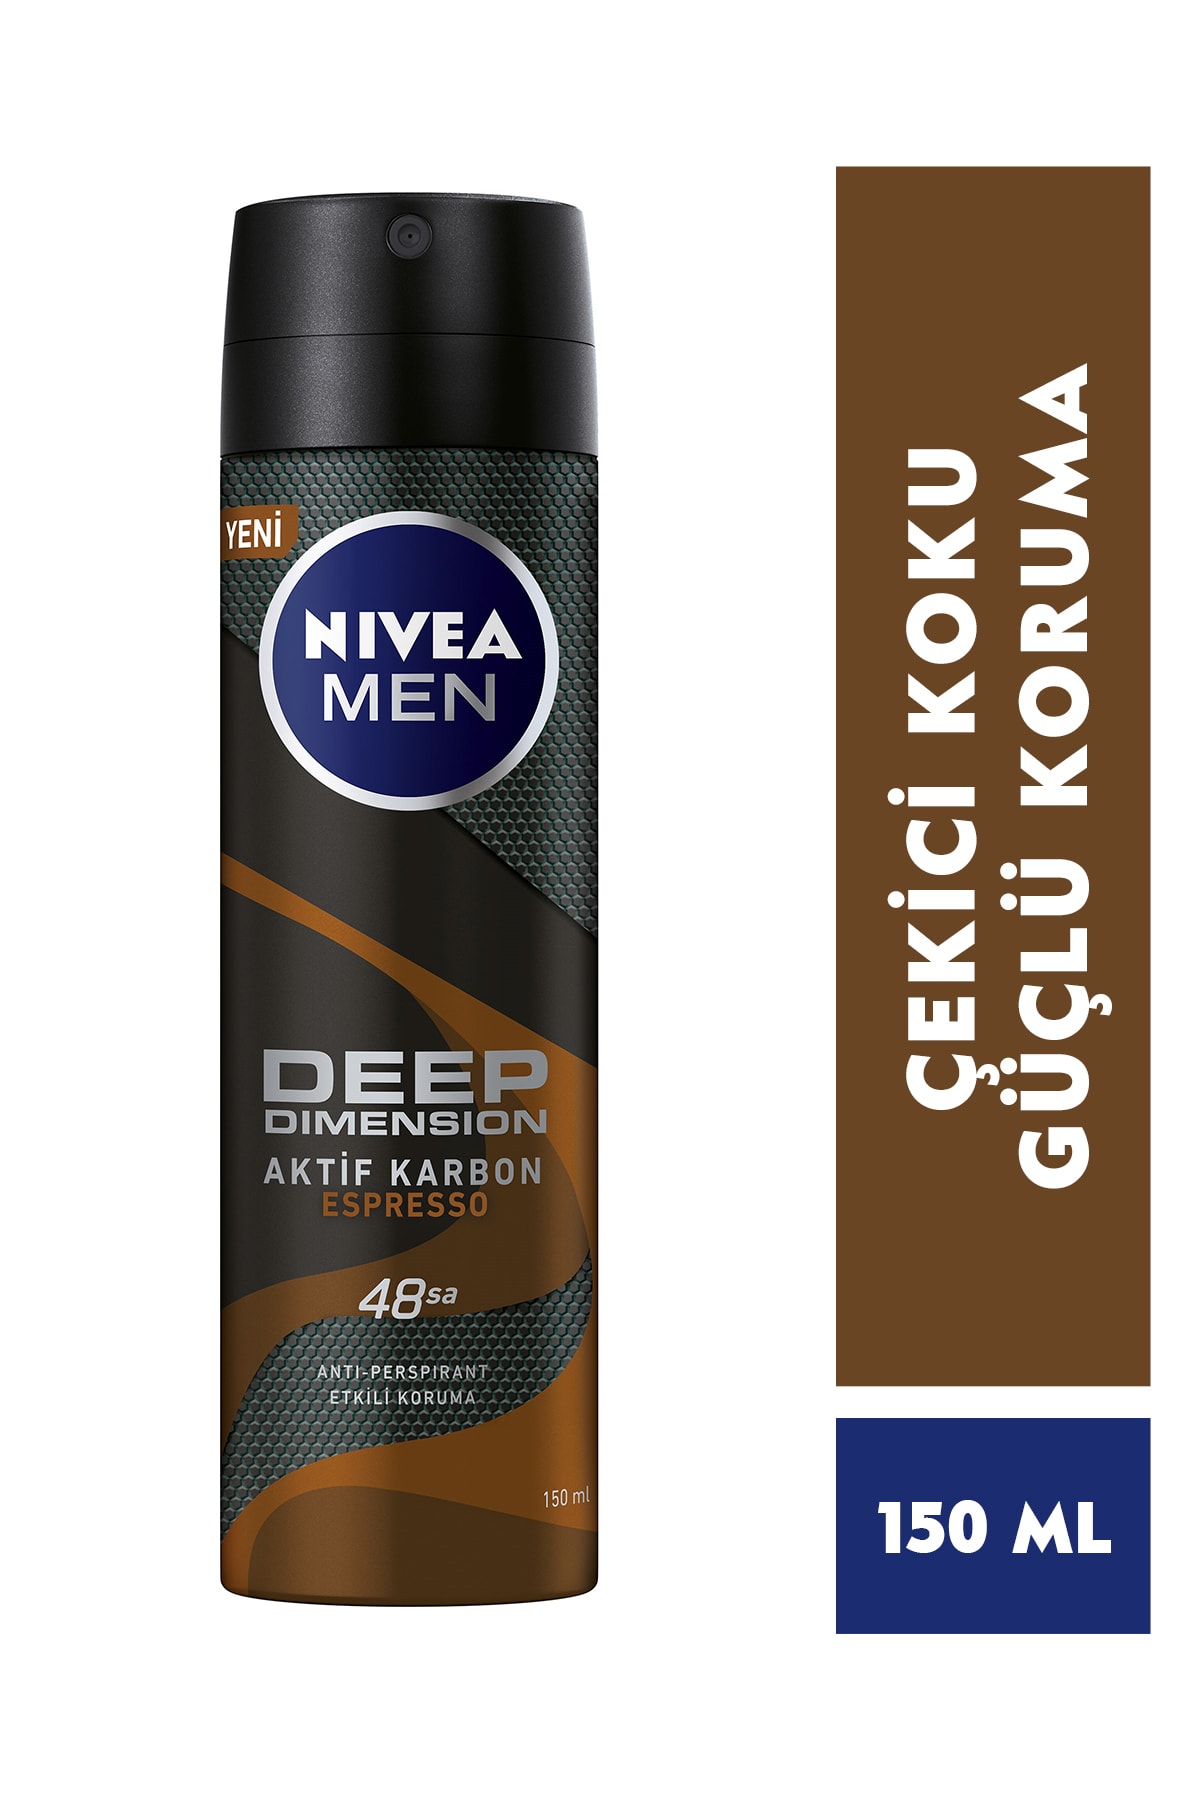 YENİ
NIVEA
MEN
DEEP
DIMENSION
AKTİF KARBON
ESPRESSO
48sa
ANTI-PERSPIRANT
ETKİLİ KORUMA
150 ml
ÇEKİCİ KOKU
GÜÇLÜ KORUMA
150 ML